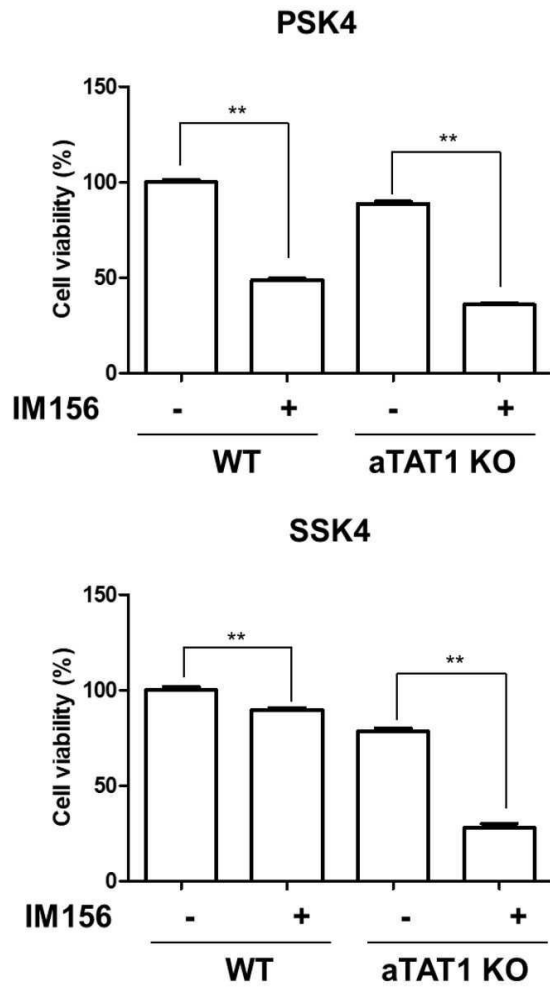 PSK4
Cell viability (%)
150
100
50
0
**
**
IM156 - + - +
WT aTAT1 KO
SSK4
Cell viability (%)
150
100
50
0
**
**
IM156 - + - +
WT aTAT1 KO